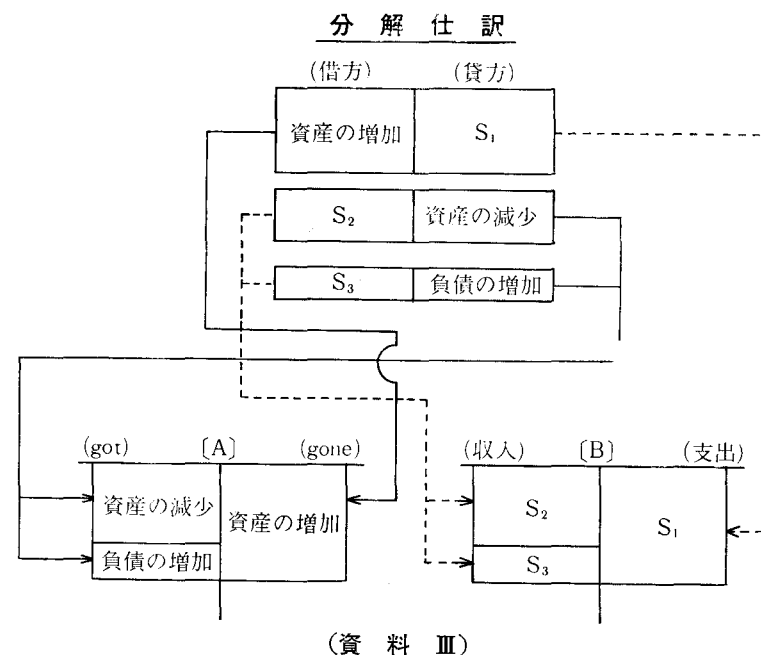 分解仕訳
(借方) (貸方)
資産の増加 S₁
S₂ 資産の減少
S₃ 負債の増加
(got) 〔A〕 (gone) (収入) 〔B〕 (支出)
資産の減少 資産の増加 S₂ S₁
負債の増加 S₃
(資料 Ⅲ)